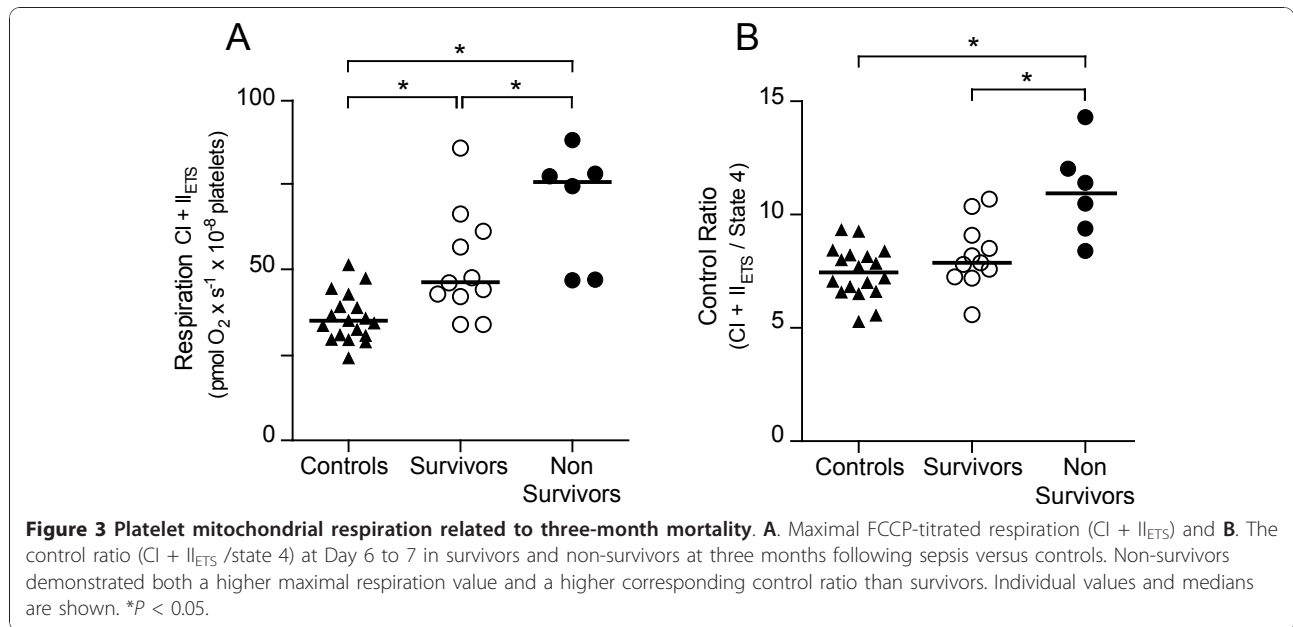 A
B
*
*
*
*
*
100
50
0
Respiration CI + II_ETS
(pmol O₂ x s⁻¹ x 10⁻⁸ platelets)
Controls Survivors Non
Survivors
15
10
5
0
Control Ratio
(CI + II_ETS / State 4)
Controls Survivors Non
Survivors
Figure 3 Platelet mitochondrial respiration related to three-month mortality. A. Maximal FCCP-titrated respiration (CI + II_ETS) and B. The
control ratio (CI + II_ETS /state 4) at Day 6 to 7 in survivors and non-survivors at three months following sepsis versus controls. Non-survivors
demonstrated both a higher maximal respiration value and a higher corresponding control ratio than survivors. Individual values and medians
are shown. *P < 0.05.